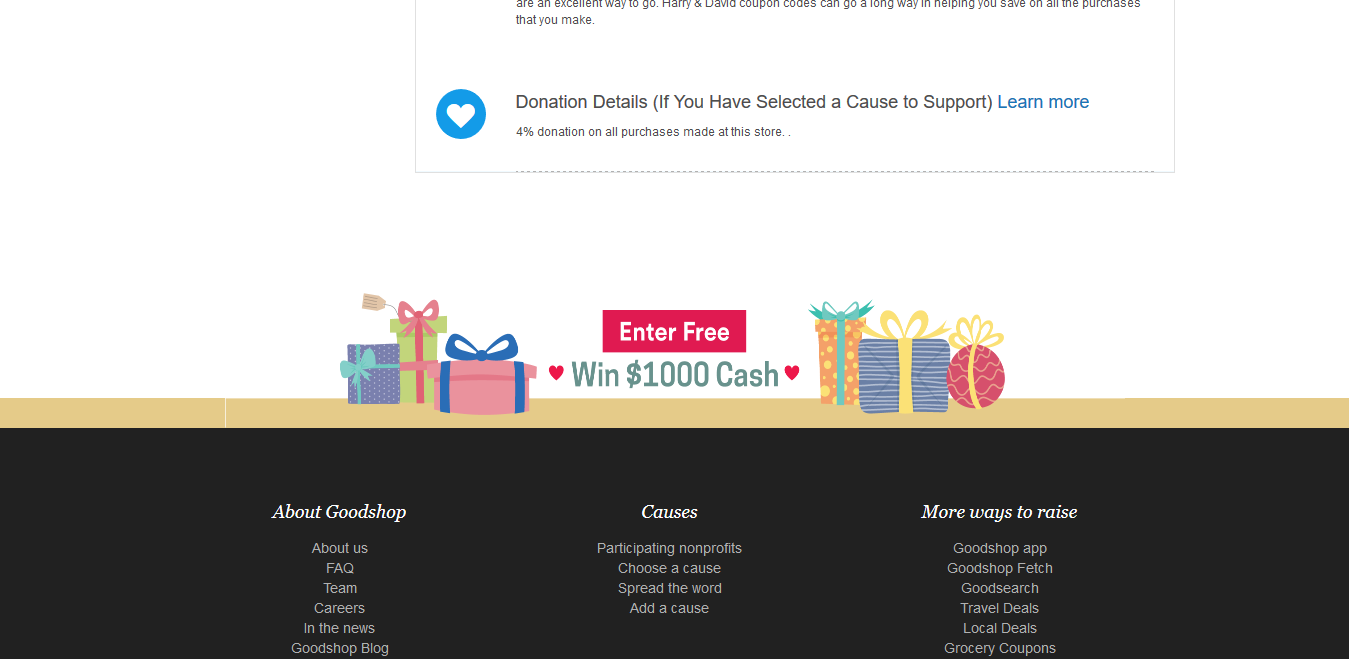 are an excellent way to go. Harry & David coupon codes can go a long way in helping you save on all the purchases
that you make.
Donation Details (If You Have Selected a Cause to Support) Learn more
4% donation on all purchases made at this store. .
Enter Free
Win $1000 Cash
About Goodshop
About us
FAQ
Team
Careers
In the news
Goodshop Blog
Causes
Participating nonprofits
Choose a cause
Spread the word
Add a cause
More ways to raise
Goodshop app
Goodshop Fetch
Goodsearch
Travel Deals
Local Deals
Grocery Coupons